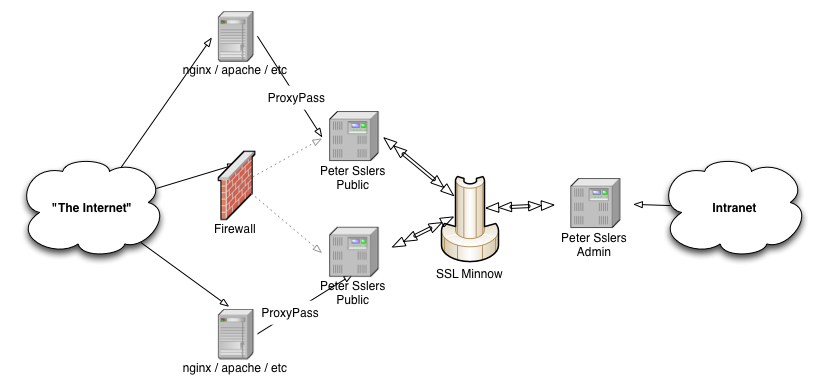 nginx / apache / etc
ProxyPass
Peter Sslers
Public
"The Internet"
Firewall
Peter Sslers
Admin
Intranet
SSL Minnow
Peter Sslers
Public
ProxyPass
nginx / apache / etc